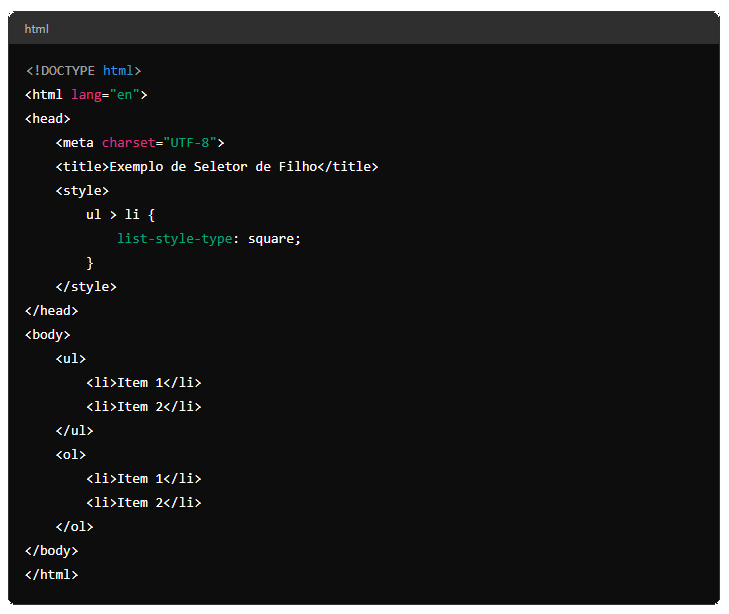 html
<!DOCTYPE html>
<html lang="en">
<head>
    <meta charset="UTF-8">
    <title>Exemplo de Seletor de Filho</title>
    <style>
        ul > li {
            list-style-type: square;
        }
    </style>
</head>
<body>
    <ul>
        <li>Item 1</li>
        <li>Item 2</li>
    </ul>
    <ol>
        <li>Item 1</li>
        <li>Item 2</li>
    </ol>
</body>
</html>